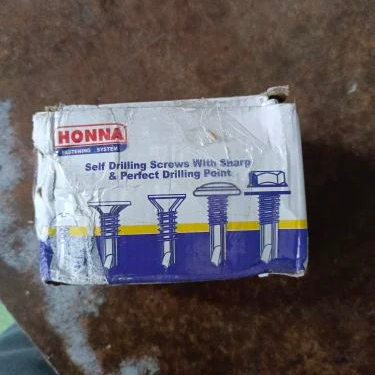 HONNA
FASTENING SYSTEM
Self Drilling Screws With Sharp
& Perfect Drilling Point